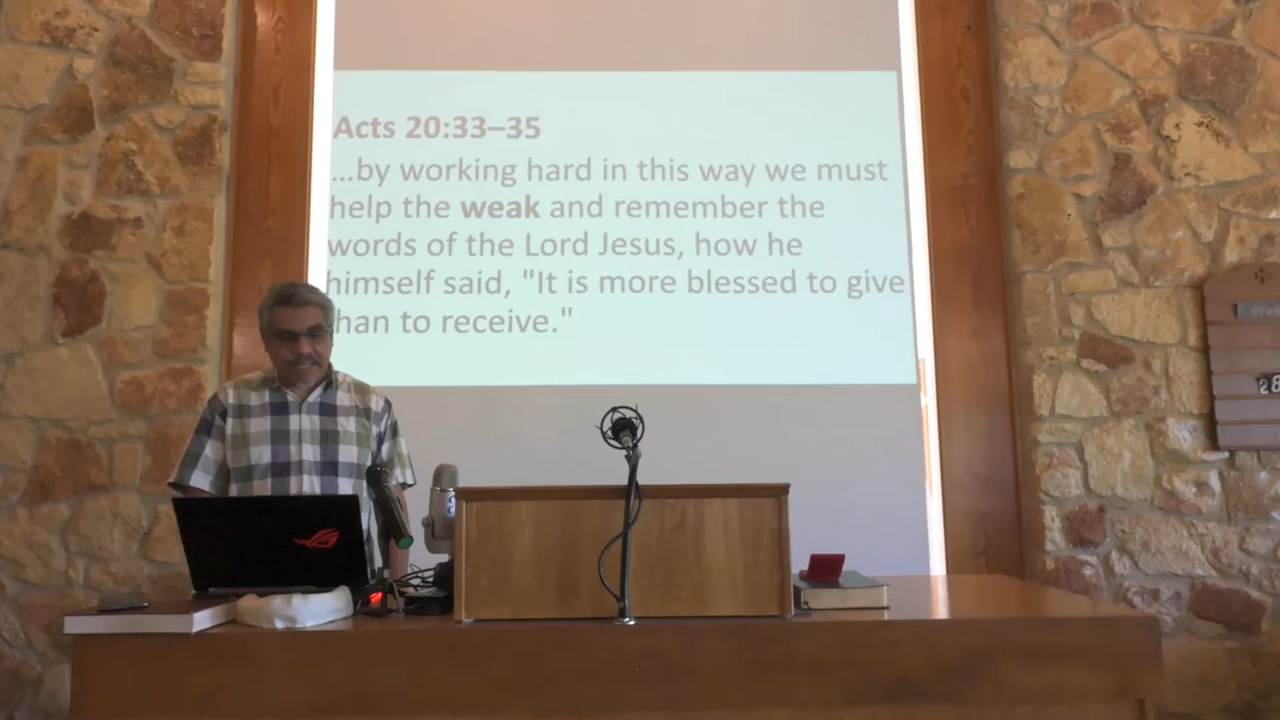 Acts 20:33–35
...by working hard in this way we must
help the weak and remember the
words of the Lord Jesus, how he
himself said, "It is more blessed to give
than to receive."
28